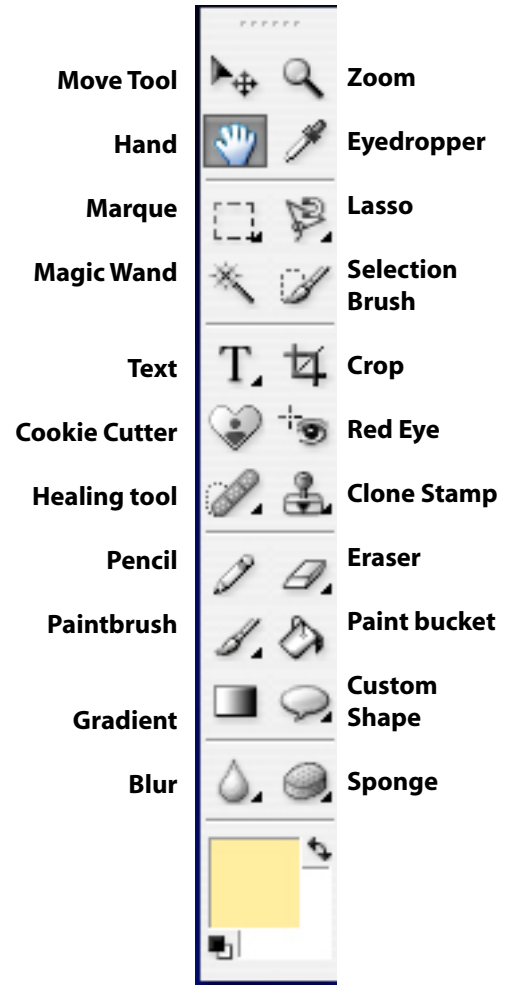 Move Tool
Zoom
Hand
Eyedropper
Marque
Lasso
Magic Wand
Selection
Brush
Text
Crop
Cookie Cutter
Red Eye
Healing tool
Clone Stamp
Pencil
Eraser
Paintbrush
Paint bucket
Gradient
Custom
Shape
Blur
Sponge